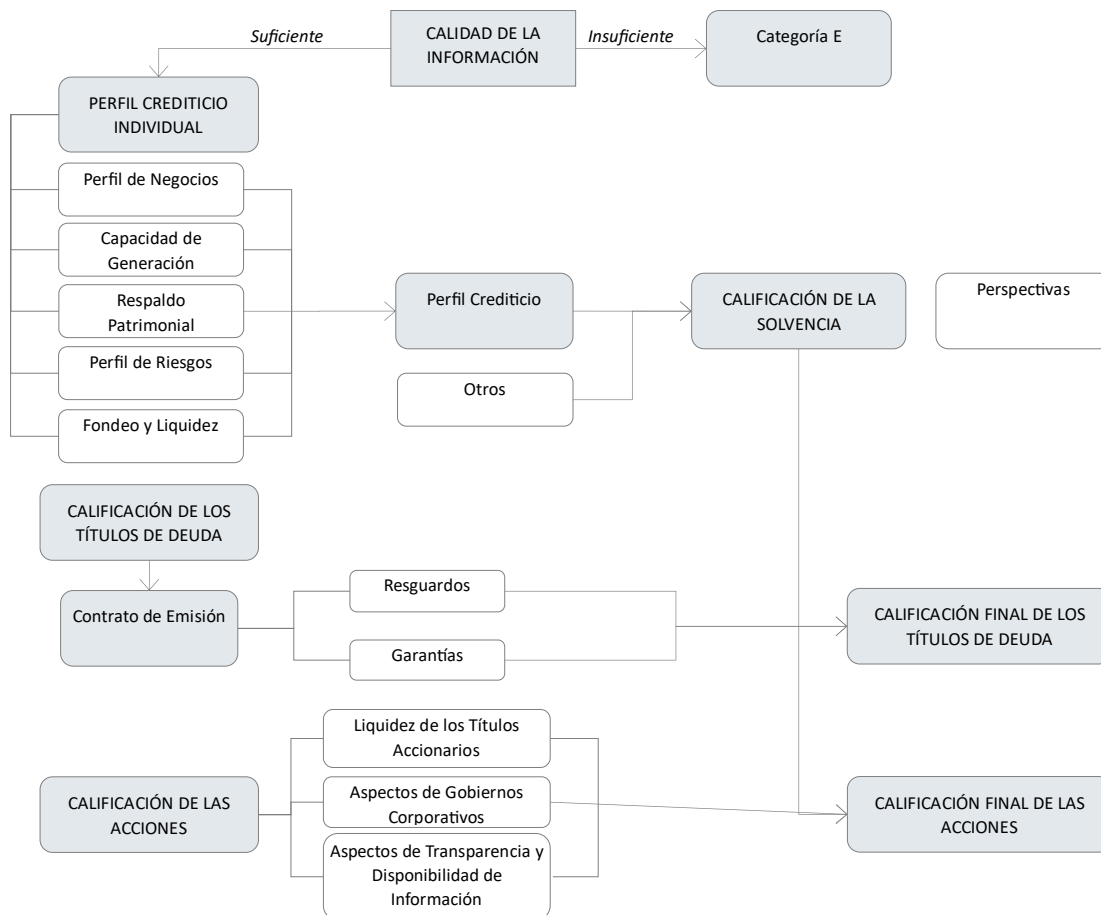 Suficiente
CALIDAD DE LA
INFORMACIÓN
Insuficiente
Categoría E
PERFIL CREDITICIO
INDIVIDUAL
Perfil de Negocios
Capacidad de
Generación
Respaldo
Patrimonial
Perfil de Riesgos
Fondeo y Liquidez
Perfil Crediticio
Otros
CALIFICACIÓN DE LA
SOLVENCIA
Perspectivas
CALIFICACIÓN DE LOS
TÍTULOS DE DEUDA
Contrato de Emisión
Resguardos
Garantías
CALIFICACIÓN FINAL DE LOS
TÍTULOS DE DEUDA
CALIFICACIÓN DE LAS
ACCIONES
Liquidez de los Títulos
Accionarios
Aspectos de Gobiernos
Corporativos
Aspectos de Transparencia y
Disponibilidad de
Información
CALIFICACIÓN FINAL DE LAS
ACCIONES